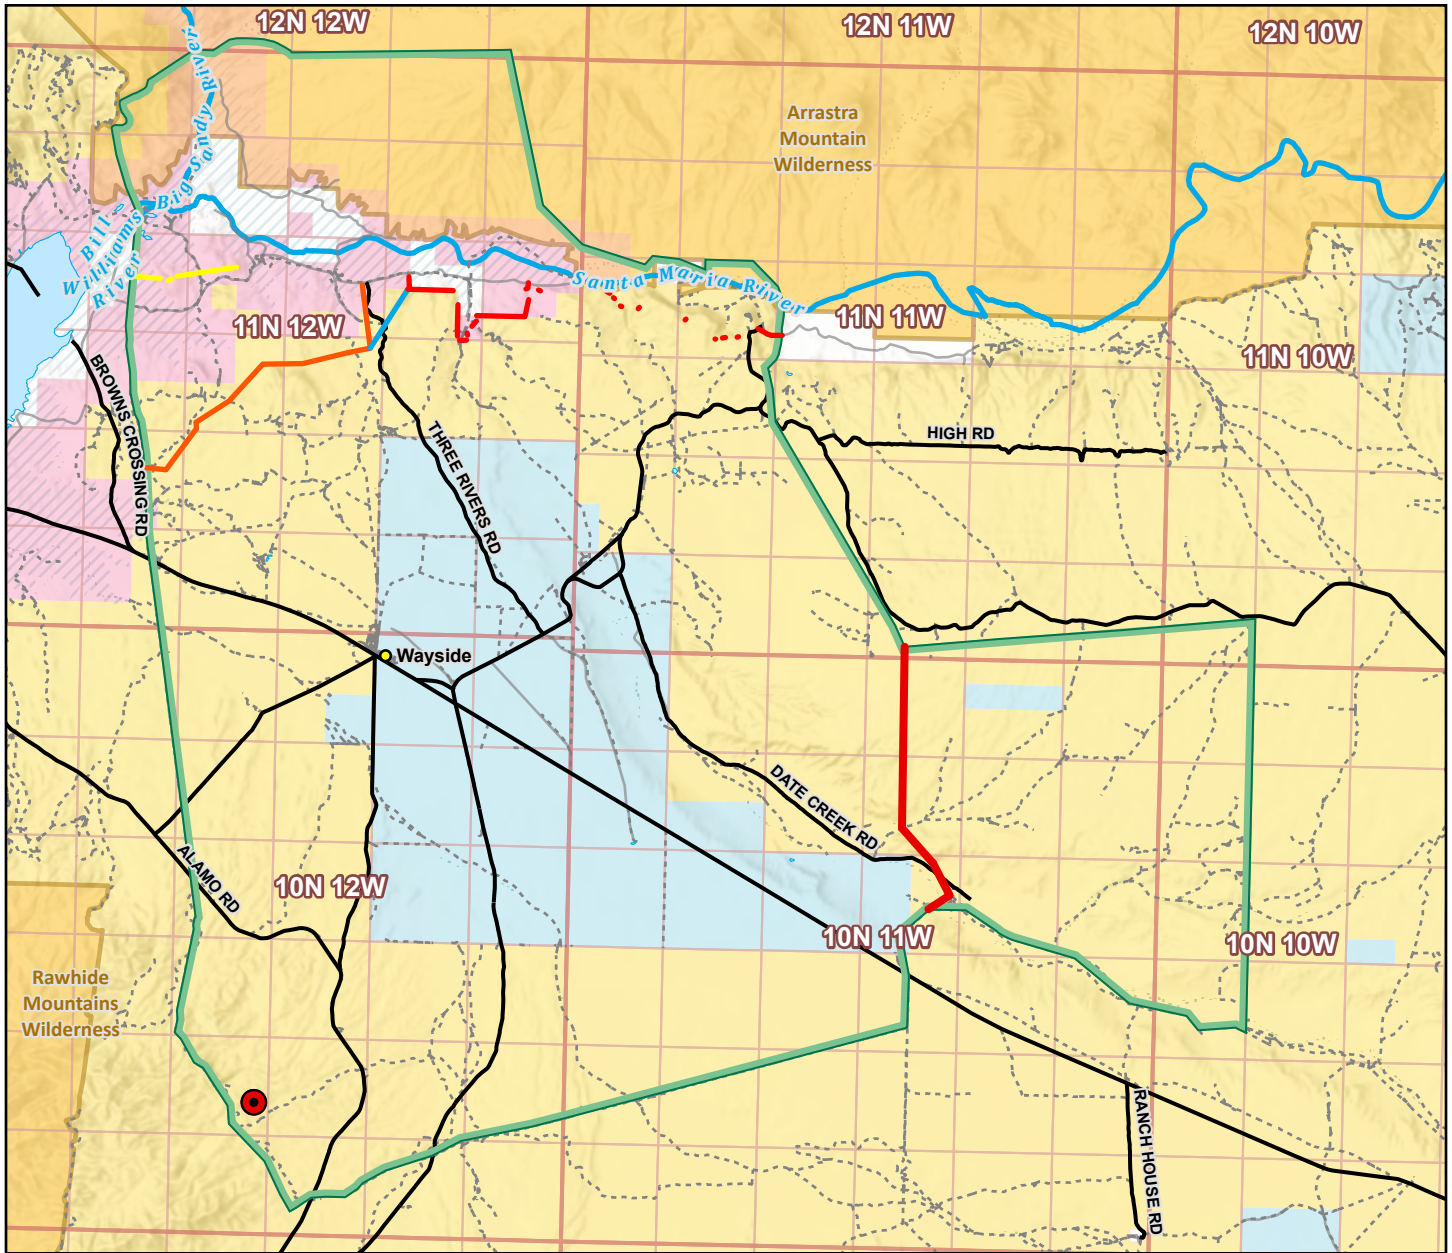 12N 12W
12N 11W
12N 10W
Big Sandy River
Arrastra
Mountain
Wilderness
Bill
Williams
River
Santa Maria River
11N 12W
11N 11W
11N 10W
BROWNS CROSSING RD
THREE RIVERS RD
HIGH RD
Wayside
DATE CREEK RD
ALAMO RD
10N 12W
10N 11W
10N 10W
Rawhide
Mountains
Wilderness
RANCH HOUSE RD